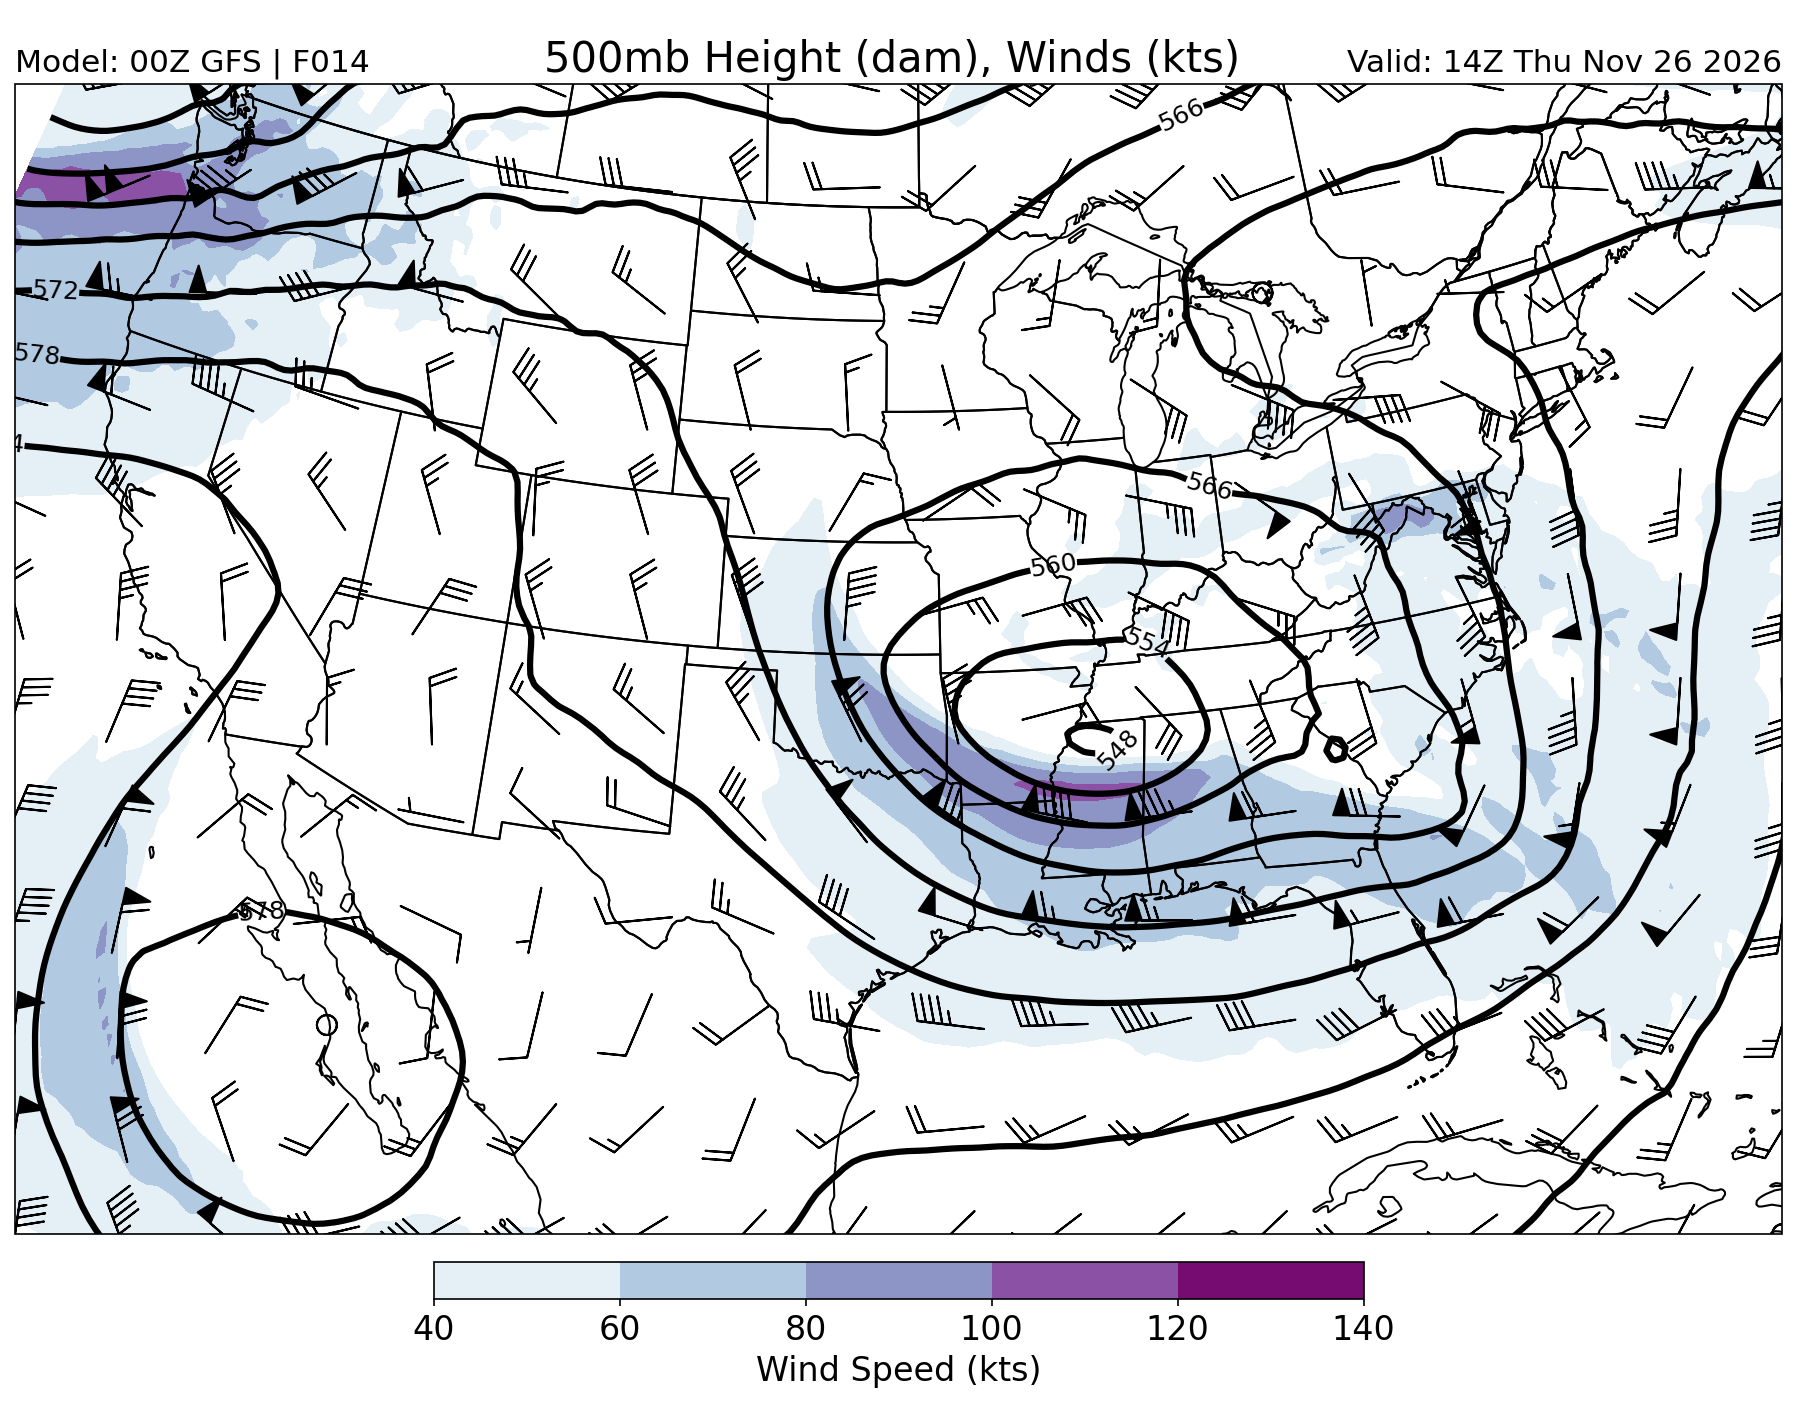 Model: 00Z GFS | F014
500mb Height (dam), Winds (kts)
Valid: 14Z Thu Nov 26 2026
566
572
578
4
566
560
554
548
578
40 60 80 100 120 140
Wind Speed (kts)